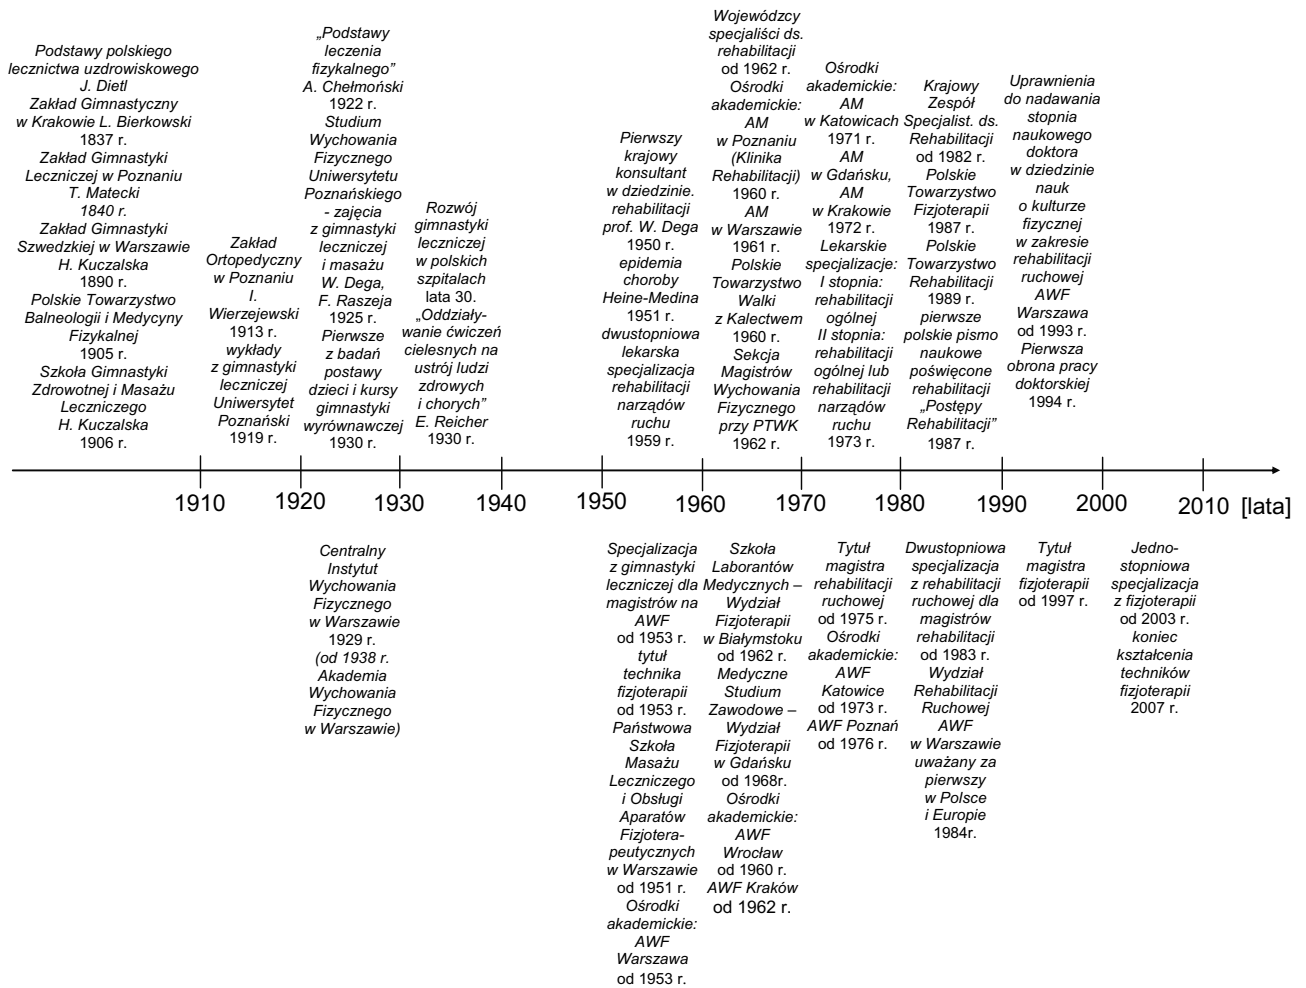 Podstawy polskiego
lecznictwa uzdrowiskowego
J. Dietl
Zakład Gimnastyczny
w Krakowie L. Bierkowski
1837 r.
Zakład Gimnastyki
Leczniczej w Poznaniu
T. Matecki
1840 r.
Zakład Gimnastyki
Szwedzkiej w Warszawie
H. Kuczalska
1890 r.
Polskie Towarzystwo
Balneologii i Medycyny
Fizykalnej
1905 r.
Szkoła Gimnastyki
Zdrowotnej i Masażu
Leczniczego
H. Kuczalska
1906 r.
Zakład
Ortopedyczny
w Poznaniu
I.
Wierzejewski
1913 r.
wykłady
z gimnastyki
leczniczej
Uniwersytet
Poznański
1919 r.
„Podstawy
leczenia
fizykalnego”
A. Chełmoński
1922 r.
Studium
Wychowania
Fizycznego
Uniwersytetu
Poznańskiego
- zajęcia
z gimnastyki
leczniczej
i masażu
W. Dega,
F. Raszeja
1925 r.
Pierwsze
z badań
postawy
dzieci i kursy
gimnastyki
wyrównawczej
1930 r.
Rozwój
gimnastyki
leczniczej
w polskich
szpitalach
lata 30.
„Oddziały-
wanie ćwiczeń
cielesnych na
ustrój ludzi
zdrowych
i chorych”
E. Reicher
1930 r.
Pierwszy
krajowy
konsultant
w dziedzinie.
rehabilitacji
prof. W. Dega
1950 r.
epidemia
choroby
Heine-Medina
1951 r.
dwustopniowa
lekarska
specjalizacja
rehabilitacji
narządów
ruchu
1959 r.
Wojewódzcy
specjaliści ds.
rehabilitacji
od 1962 r.
Ośrodki
akademickie:
AM
w Poznaniu
(Klinika
Rehabilitacji)
1960 r.
AM
w Warszawie
1961 r.
Polskie
Towarzystwo
Walki
z Kalectwem
1960 r.
Sekcja
Magistrów
Wychowania
Fizycznego
przy PTWK
1962 r.
Ośrodki
akademickie:
AM
w Katowicach
1971 r.
AM
w Gdańsku,
AM
w Krakowie
1972 r.
Lekarskie
specjalizacje:
I stopnia:
rehabilitacji
ogólnej
II stopnia:
rehabilitacji
ogólnej lub
rehabilitacji
narządów
ruchu
1973 r.
Krajowy
Zespół
Specjalist. ds.
Rehabilitacji
od 1982 r.
Polskie
Towarzystwo
Fizjoterapii
1987 r.
Polskie
Towarzystwo
Rehabilitacji
1989 r.
pierwsze
polskie pismo
naukowe
poświęcone
rehabilitacji
„Postępy
Rehabilitacji”
1987 r.
Uprawnienia
do nadawania
stopnia
naukowego
doktora
w dziedzinie
nauk
o kulturze
fizycznej
w zakresie
rehabilitacji
ruchowej
AWF
Warszawa
od 1993 r.
Pierwsza
obrona pracy
doktorskiej
1994 r.
1910 1920 1930 1940 1950 1960 1970 1980 1990 2000 2010 [lata]
Centralny
Instytut
Wychowania
Fizycznego
w Warszawie
1929 r.
(od 1938 r.
Akademia
Wychowania
Fizycznego
w Warszawie)
Specjalizacja
z gimnastyki
leczniczej dla
magistrów na
AWF
od 1953 r.
tytuł
technika
fizjoterapii
od 1953 r.
Państwowa
Szkoła
Masażu
Leczniczego
i Obsługi
Aparatów
Fizjotera-
peutycznych
w Warszawie
od 1951 r.
Ośrodki
akademickie:
AWF
Warszawa
od 1953 r.
Szkoła
Laborantów
Medycznych –
Wydział
Fizjoterapii
w Białymstoku
od 1962 r.
Medyczne
Studium
Zawodowe –
Wydział
Fizjoterapii
w Gdańsku
od 1968r.
Ośrodki
akademickie:
AWF
Wrocław
od 1960 r.
AWF Kraków
od 1962 r.
Tytuł
magistra
rehabilitacji
ruchowej
od 1975 r.
Ośrodki
akademickie:
AWF
Katowice
od 1973 r.
AWF Poznań
od 1976 r.
Dwustopniowa
specjalizacja
z rehabilitacji
ruchowej dla
magistrów
rehabilitacji
od 1983 r.
Wydział
Rehabilitacji
Ruchowej
AWF
w Warszawie
uważany za
pierwszy
w Polsce
i Europie
1984r.
Tytuł
magistra
fizjoterapii
od 1997 r.
Jedno-
stopniowa
specjalizacja
z fizjoterapii
od 2003 r.
koniec
kształcenia
techników
fizjoterapii
2007 r.